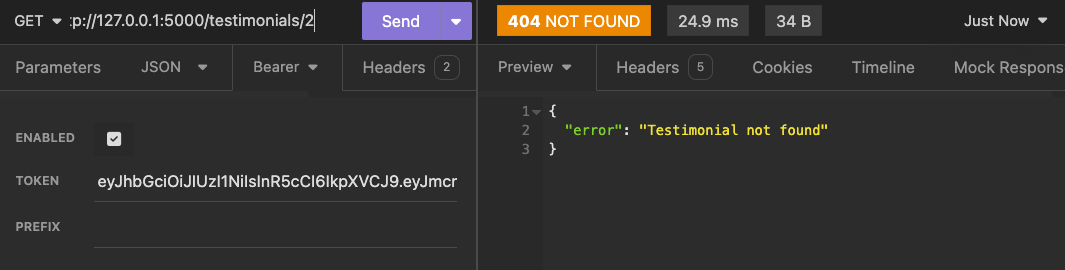 GET :p://127.0.0.1:5000/testimonials/2 Send
404 NOT FOUND 24.9 ms 34 B Just Now
Parameters JSON Bearer Headers 2
Preview Headers 5 Cookies Timeline Mock Respons
ENABLED
TOKEN eyJhbGciOiJIUzI1NiIsInR5cCI6IkpXVCJ9.eyJmcr
PREFIX
1 {
2 "error": "Testimonial not found"
3 }